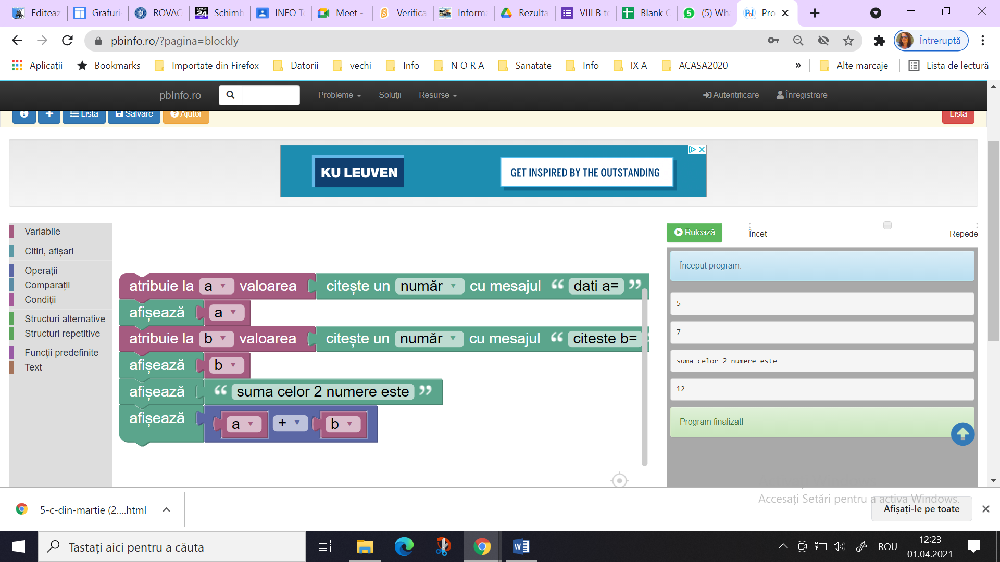 Editeaz
Grafuri-
ROVAC
Schimb
INFO Te
Meet -
Verifica
Informa
Rezulta
VIII B te
Blank
(5) Wha
Pro
pbinfo.ro/?pagina=blockly
Întreruptă
Aplicații
Bookmarks
Importate din Firefox
Datorii
vechi
Info
N O R A
Sanatate
Info
IX A
ACASA2020
»
Alte marcaje
Lista de lectură
pbInfo.ro
Probleme
Soluții
Resurse
Autentificare
Înregistrare
Lista
Salvare
Ajutor
Lista
KU LEUVEN
GET INSPIRED BY THE OUTSTANDING
Variabile
Citiri, afișari
Operații
Comparații
Condiții
Structuri alternative
Structuri repetitive
Funcții predefinite
Text
atribuie la a valoarea citește un număr cu mesajul “ dati a= ”
afișează a
atribuie la b valoarea citește un număr cu mesajul “ citeste b=
afișează b
afișează “ suma celor 2 numere este ”
afișează a + b
Rulează
Încet
Repede
Început program:
5
7
suma celor 2 numere este
12
Program finalizat!
Accesați Setări pentru a activa Windows.
5-c-din-martie (2....html
Afișați-le pe toate
Tastați aici pentru a căuta
ROU
12:23
01.04.2021